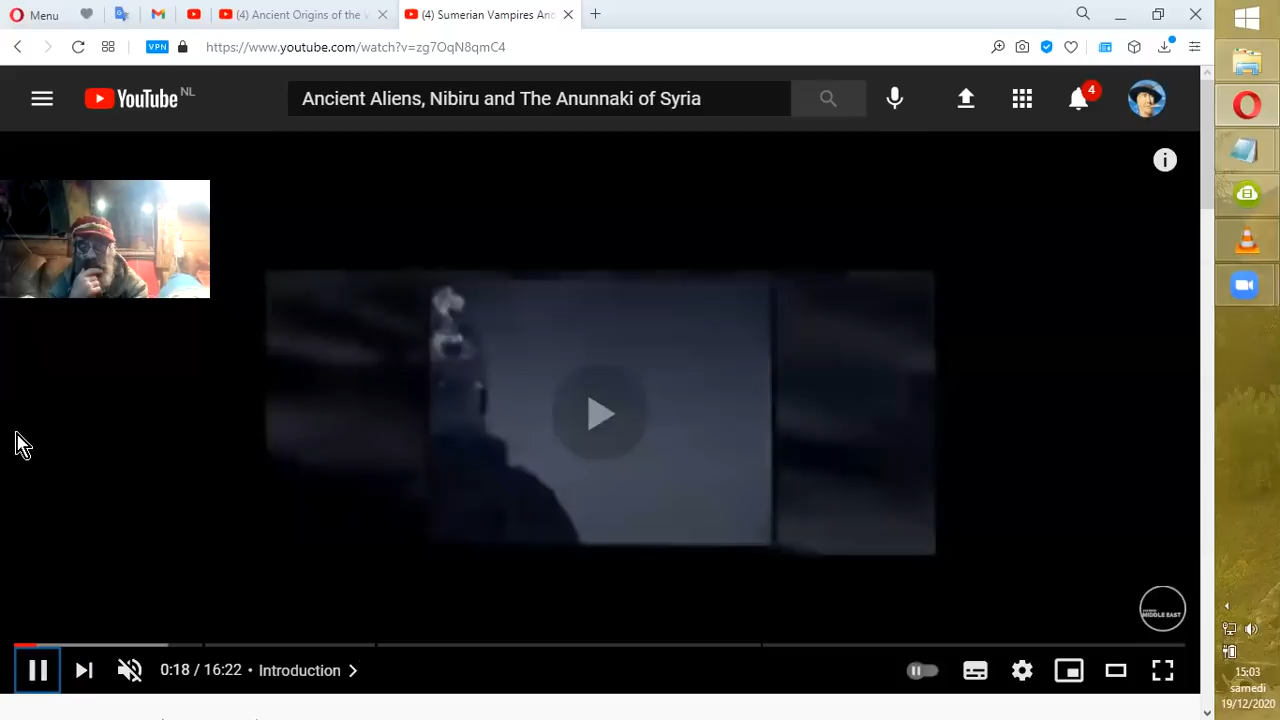 Menu
(4) Ancient Origins of the V
(4) Sumerian Vampires And
VPN
https://www.youtube.com/watch?v=zg7OqN8qmC4
YouTube NL
Ancient Aliens, Nibiru and The Anunnaki of Syria
4
MIDDLE EAST
0:18 / 16:22 • Introduction
15:03
samedi
19/12/2020